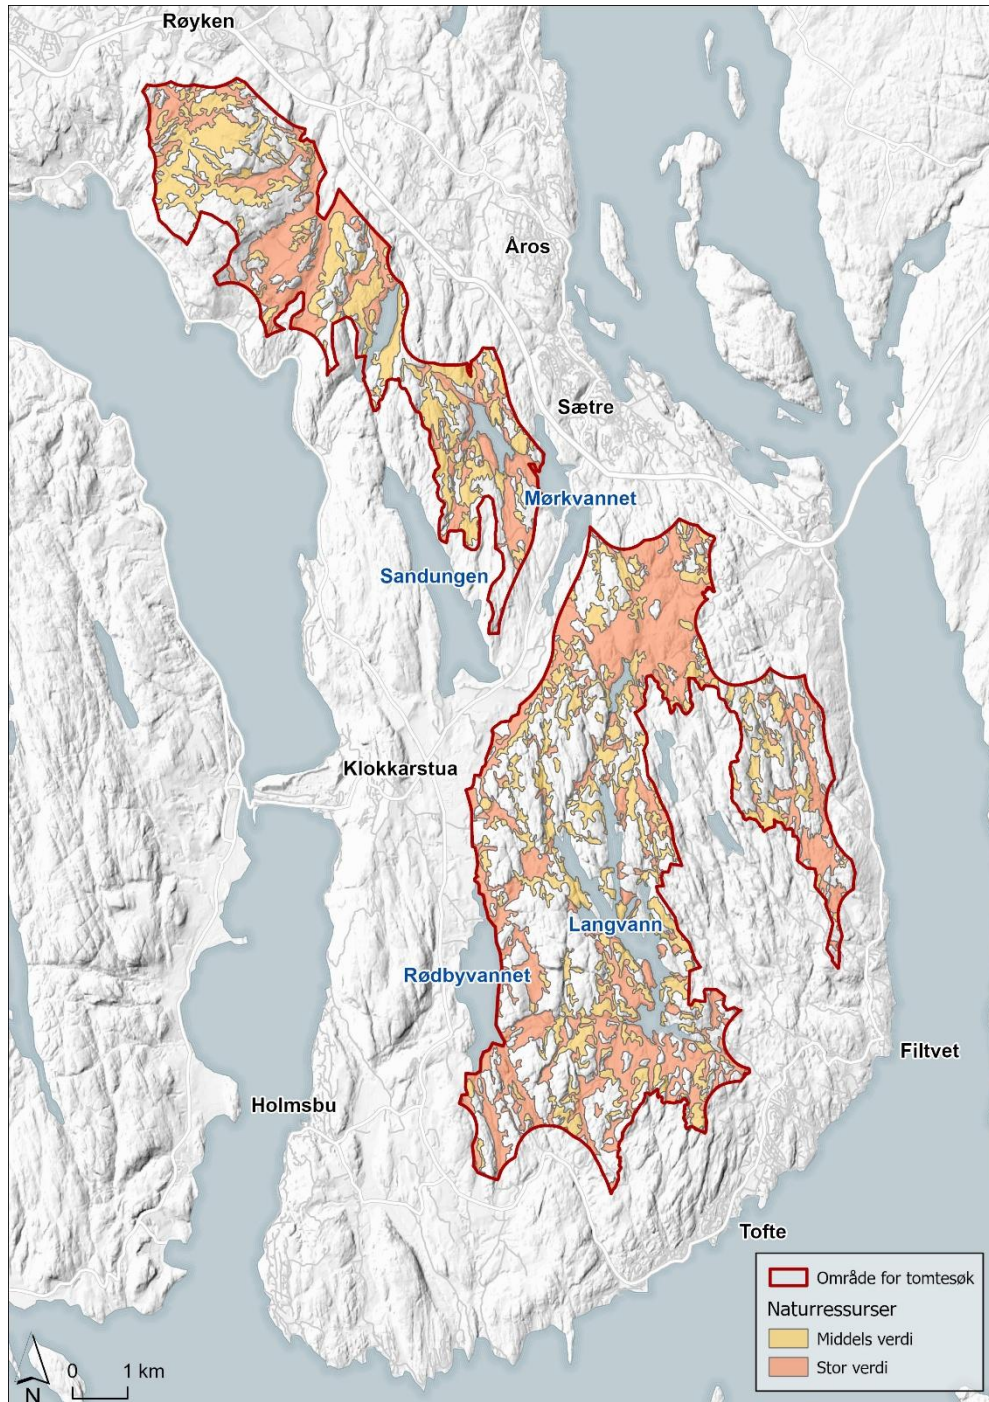 Røyken
Åros
Sætre
Mørkvannet
Sandungen
Klokkarstua
Langvann
Rødbyvannet
Filtvet
Holmsbu
Tofte
Område for tomtesøk
Naturressurser
Middels verdi
Stor verdi
0 1 km
N